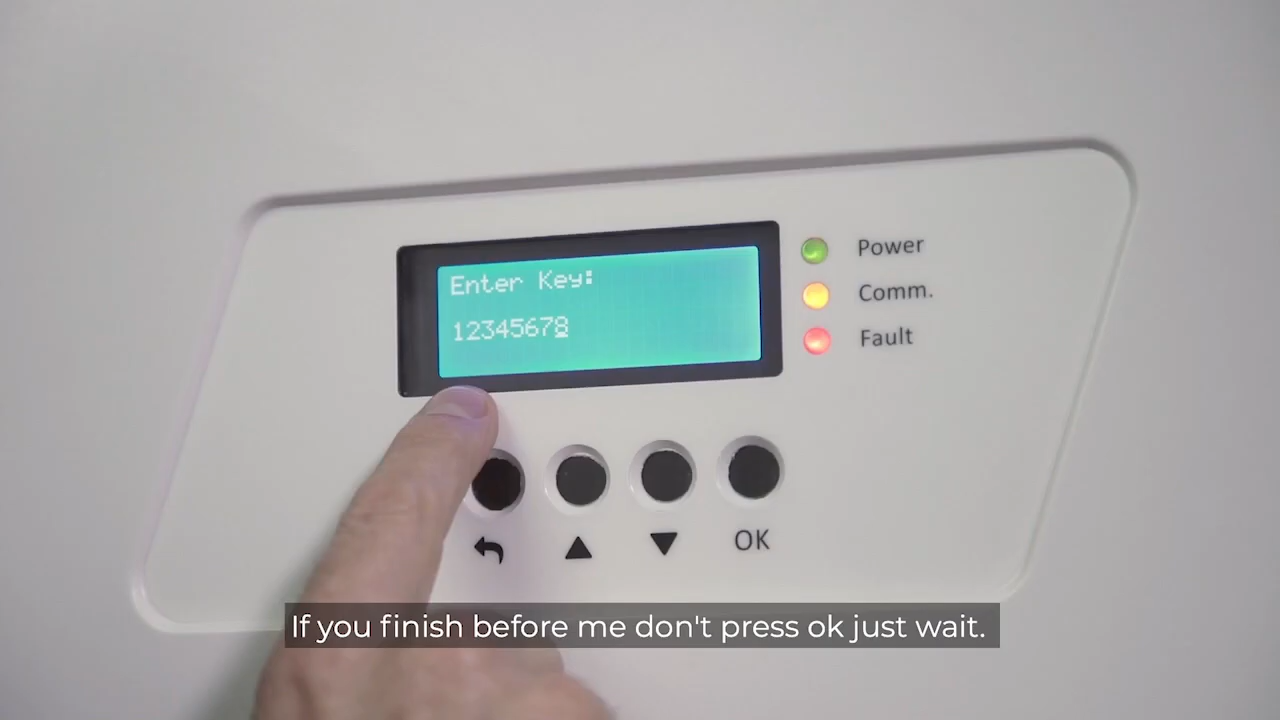 Enter Key:
12345678
Power
Comm.
Fault
OK
If you finish before me don't press ok just wait.